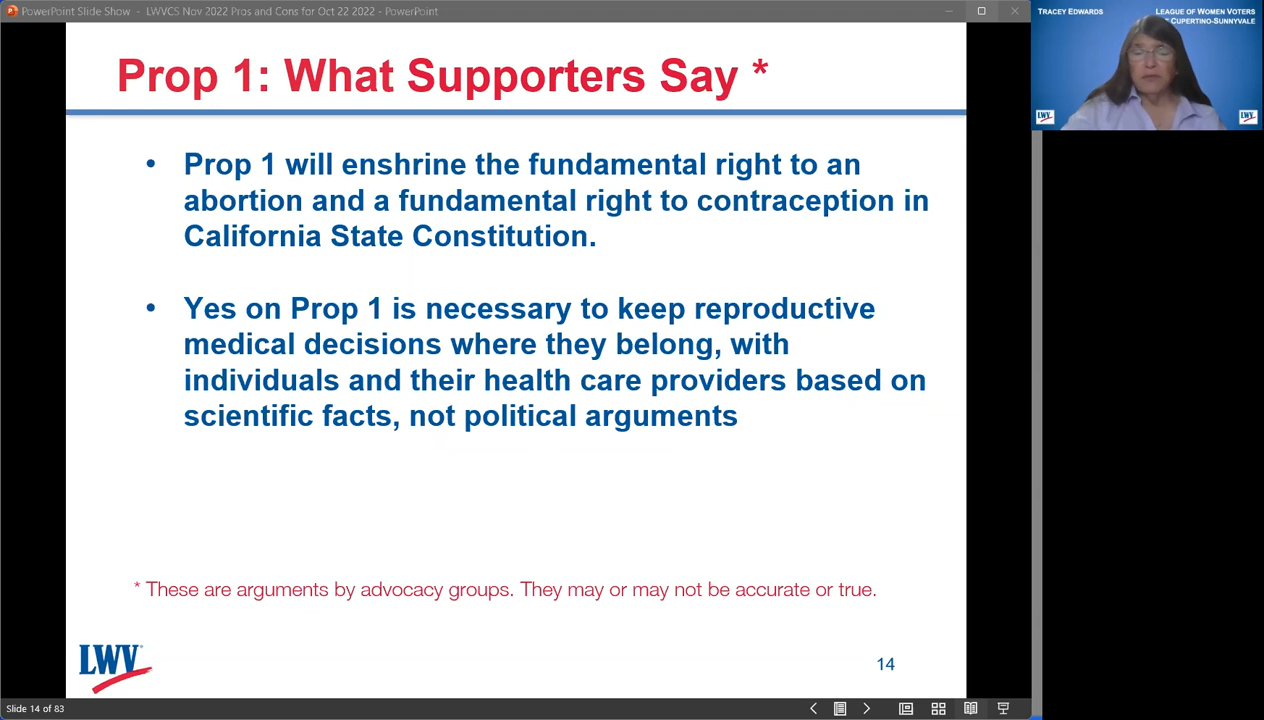 PowerPoint Slide Show - LWVCS Nov 2022 Pros and Cons for Oct 22 2022 - PowerPoint
TRACEY EDWARDS
LEAGUE OF WOMEN VOTERS
CUPERTINO-SUNNYVALE
LWV
LWV
Prop 1: What Supporters Say *
• Prop 1 will enshrine the fundamental right to an
abortion and a fundamental right to contraception in
California State Constitution.
• Yes on Prop 1 is necessary to keep reproductive
medical decisions where they belong, with
individuals and their health care providers based on
scientific facts, not political arguments
* These are arguments by advocacy groups. They may or may not be accurate or true.
LWV
14
Slide 14 of 83